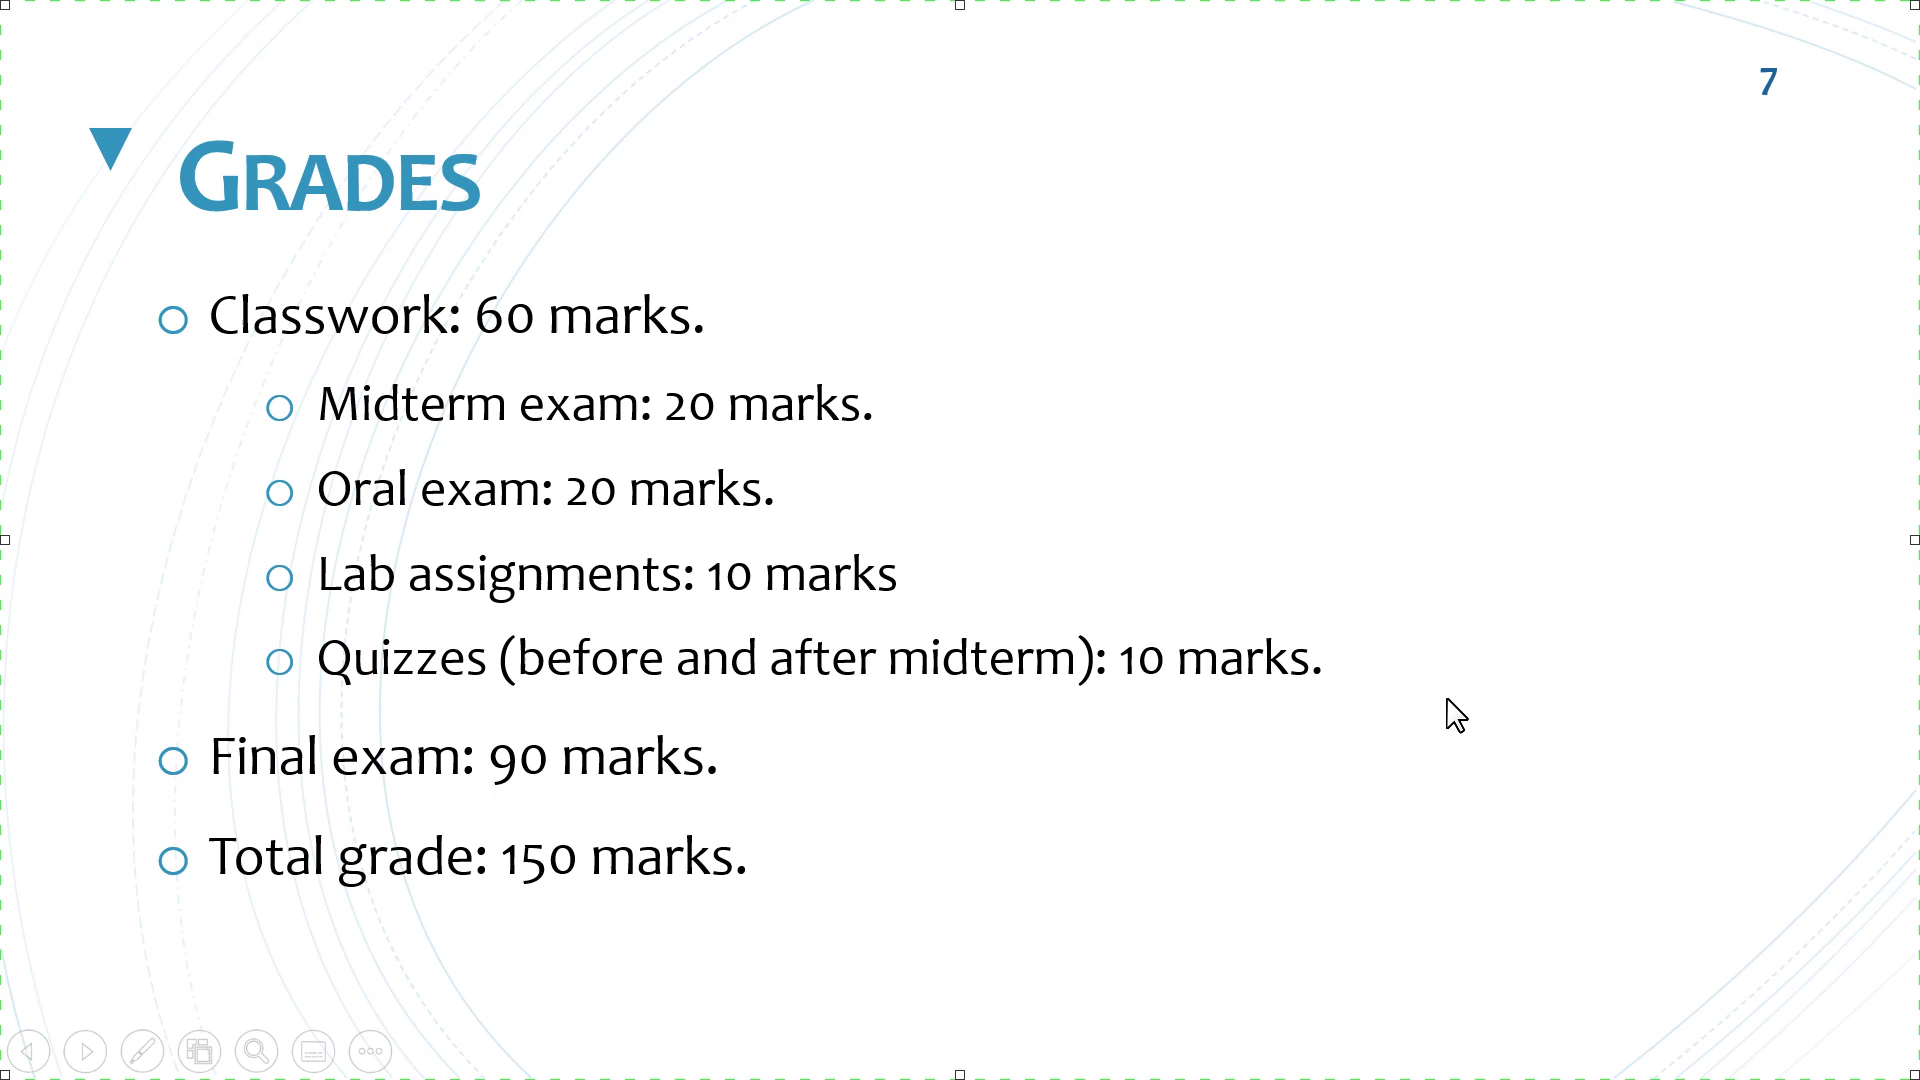 7
GRADES
Classwork: 60 marks.
Midterm exam: 20 marks.
Oral exam: 20 marks.
Lab assignments: 10 marks
Quizzes (before and after midterm): 10 marks.
Final exam: 90 marks.
Total grade: 150 marks.